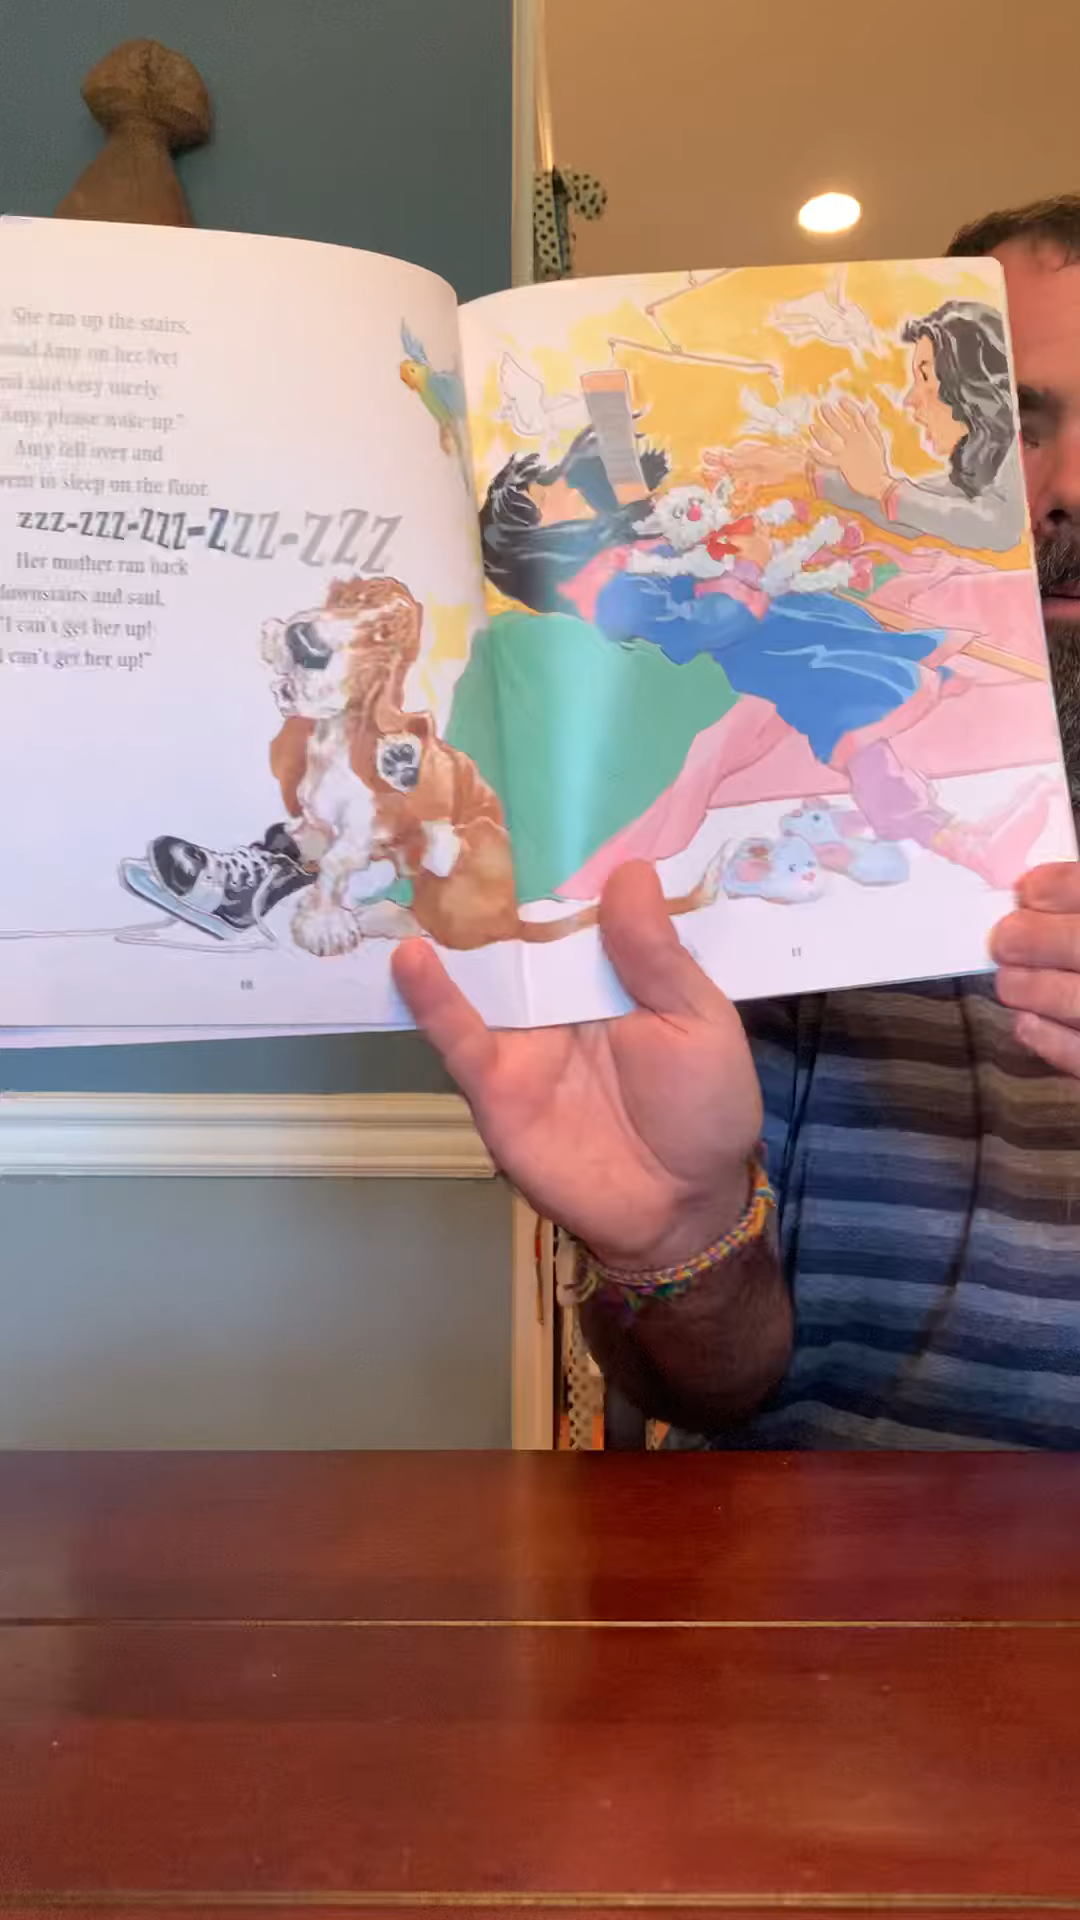 She ran up the stairs,
stood Amy on her feet
and said very nicely,
"Amy, please wake up."
Amy fell over and
went to sleep on the floor.
zzz-ZZZ-ZZZ-ZZZ-ZZZ
Her mother ran back
downstairs and said,
"I can't get her up!
I can't get her up!"
10
11